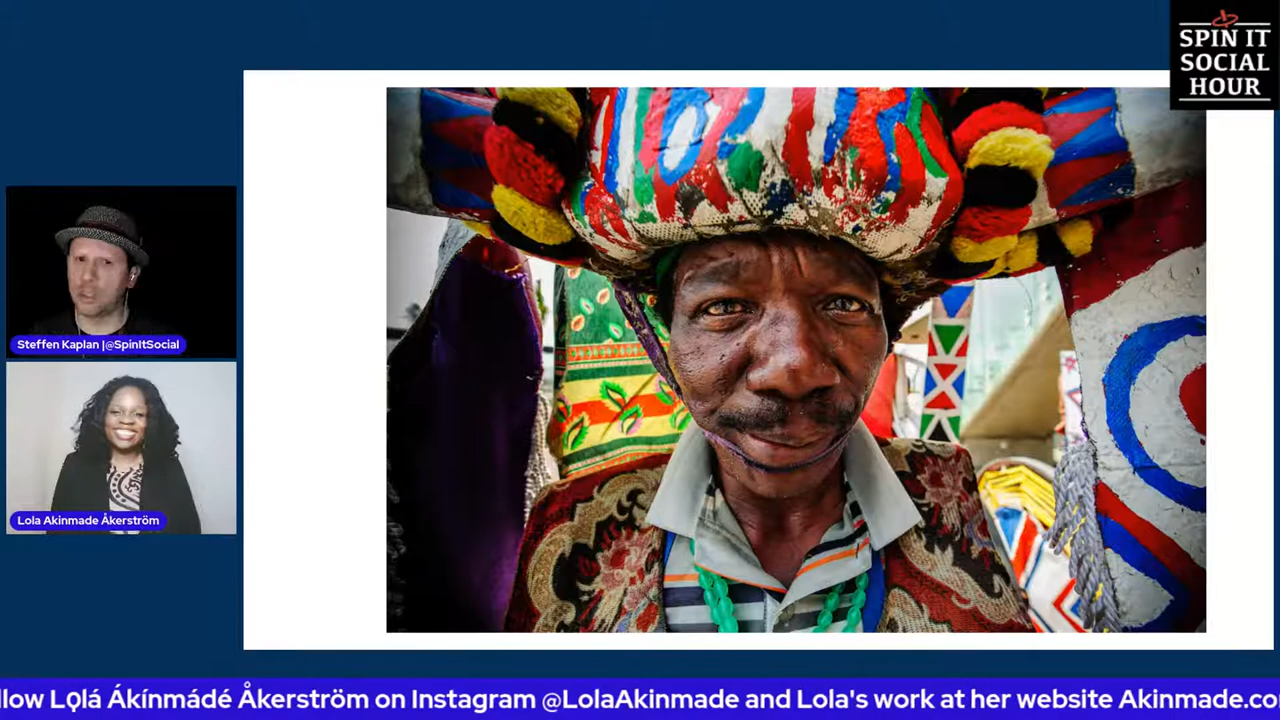 SPIN IT
SOCIAL
HOUR
Steffen Kaplan |@SpinItSocial
Lola Akinmade Åkerström
llow Lọlá Ákínmádé Åkerström on Instagram @LolaAkinmade and Lola's work at her website Akinmade.co